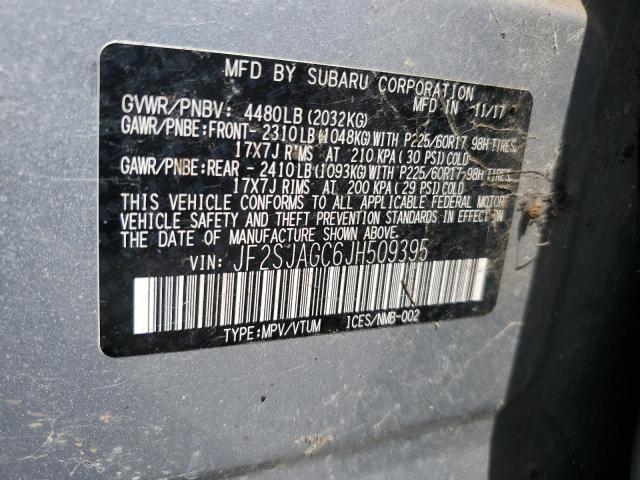 MFD BY SUBARU CORPORATION
MFD IN 11/17
GVWR/PNBV: 4480LB (2032KG)
GAWR/PNBE:FRONT- 2310LB(1048KG)WITH P225/60R17 98H TIRES,
17X7J RIMS AT 210 KPA ( 30 PSI) COLD
GAWR/PNBE:REAR - 2410LB(1093KG)WITH P225/60R17 98H TIRES,
17X7J RIMS AT 200 KPA ( 29 PSI) COLD
THIS VEHICLE CONFORMS TO ALL APPLICABLE FEDERAL MOTOR
VEHICLE SAFETY AND THEFT PREVENTION STANDARDS IN EFFECT ON
THE DATE OF MANUFACTURE SHOWN ABOVE.
VIN: JF2SJAGC6JH509395
TYPE:MPV/VTUM ICES/NMB-002